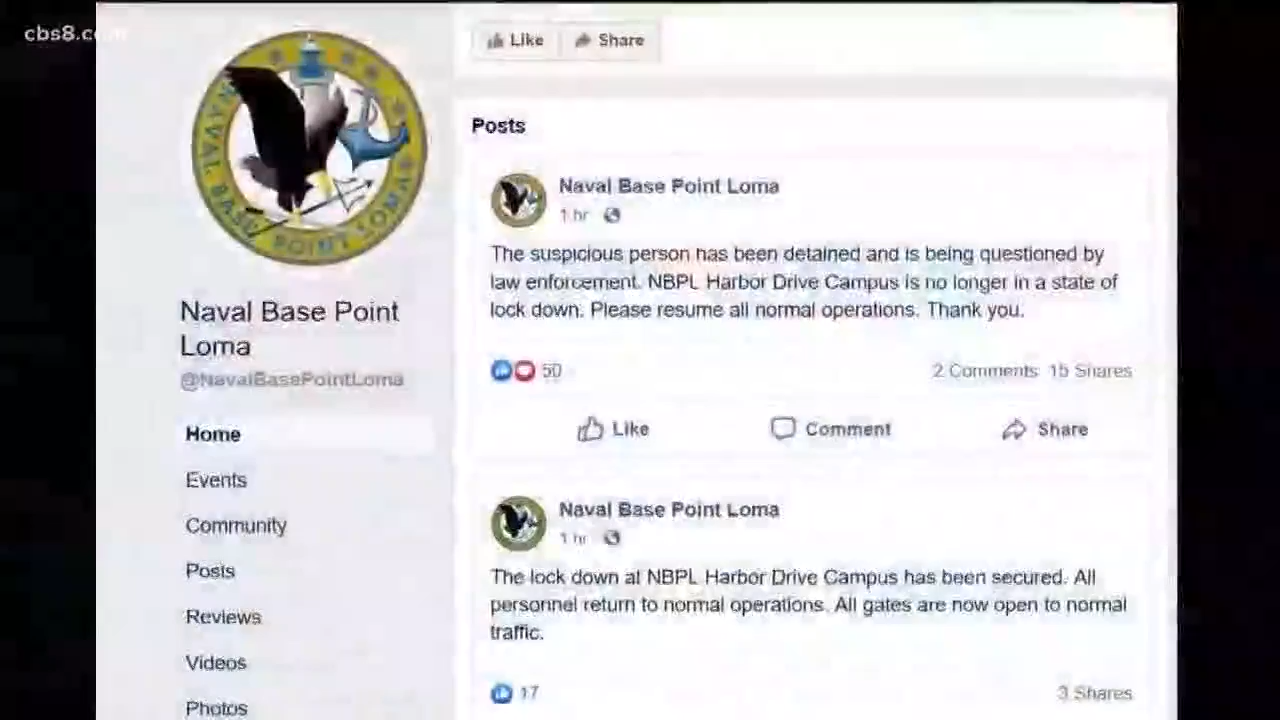 cbs8.com
NAVAL BASE POINT LOMA
Naval Base Point
Loma
@NavalBasePointLoma
Home
Events
Community
Posts
Reviews
Videos
Photos
Like
Share
Posts
Naval Base Point Loma
1 hr
The suspicious person has been detained and is being questioned by
law enforcement. NBPL Harbor Drive Campus is no longer in a state of
lock down. Please resume all normal operations. Thank you.
50
2 Comments 15 Shares
Like
Comment
Share
Naval Base Point Loma
1 hr
The lock down at NBPL Harbor Drive Campus has been secured. All
personnel return to normal operations. All gates are now open to normal
traffic.
17
3 Shares